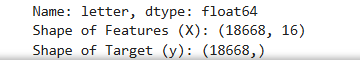 Name: letter, dtype: float64
Shape of Features (X): (18668, 16)
Shape of Target (y): (18668,)